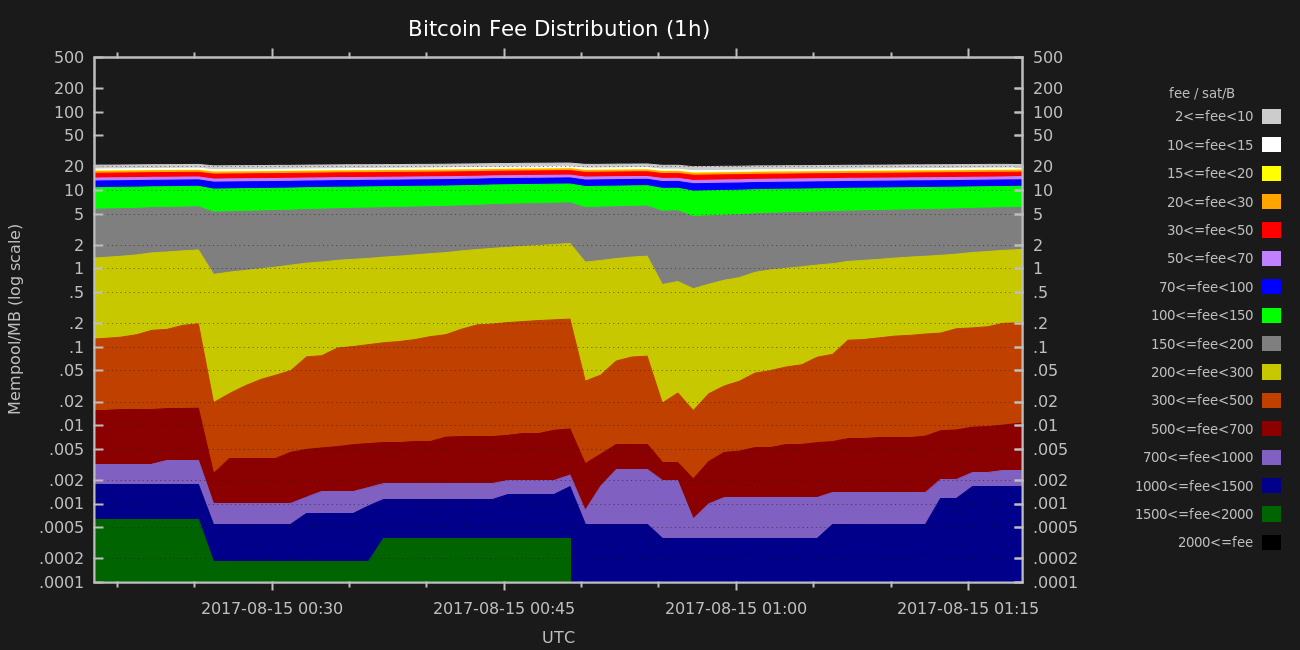 Bitcoin Fee Distribution (1h)
500
200
100
50
20
10
5
2
1
.5
.2
.1
.05
.02
.01
.005
.002
.001
.0005
.0002
.0001
Mempool/MB (log scale)
500
200
100
50
20
10
5
2
1
.5
.2
.1
.05
.02
.01
.005
.002
.001
.0005
.0002
.0001
2017-08-15 00:30
2017-08-15 00:45
2017-08-15 01:00
2017-08-15 01:15
UTC
fee / sat/B
2<=fee<10
10<=fee<15
15<=fee<20
20<=fee<30
30<=fee<50
50<=fee<70
70<=fee<100
100<=fee<150
150<=fee<200
200<=fee<300
300<=fee<500
500<=fee<700
700<=fee<1000
1000<=fee<1500
1500<=fee<2000
2000<=fee